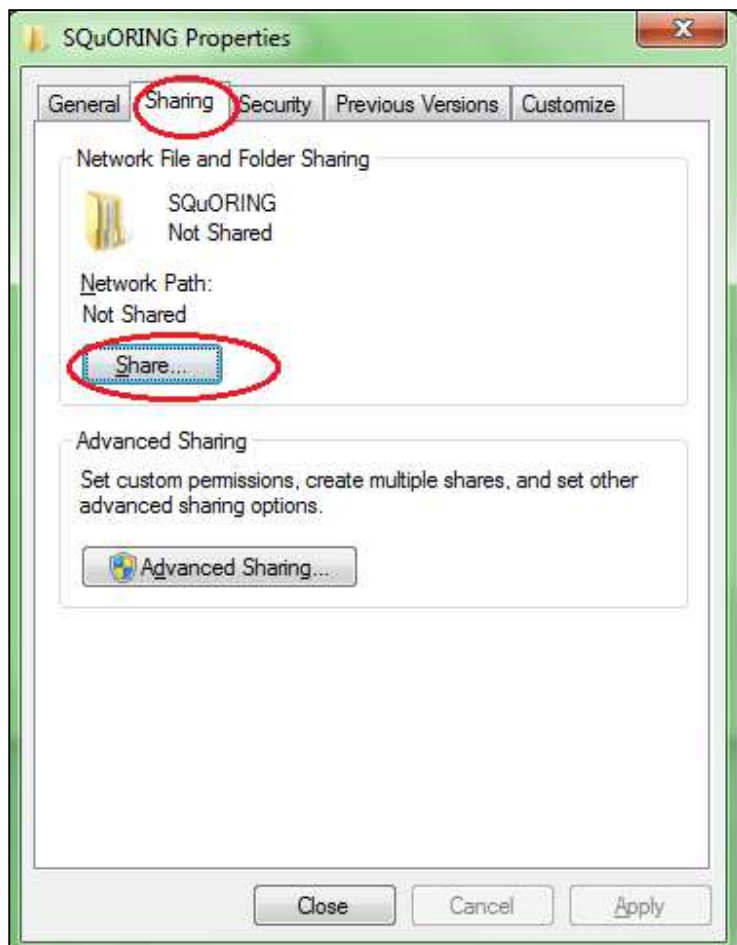 SQuORING Properties
General Sharing Security Previous Versions Customize
Network File and Folder Sharing
SQuORING
Not Shared
Network Path:
Not Shared
Share...
Advanced Sharing
Set custom permissions, create multiple shares, and set other
advanced sharing options.
Advanced Sharing...
Close Cancel Apply